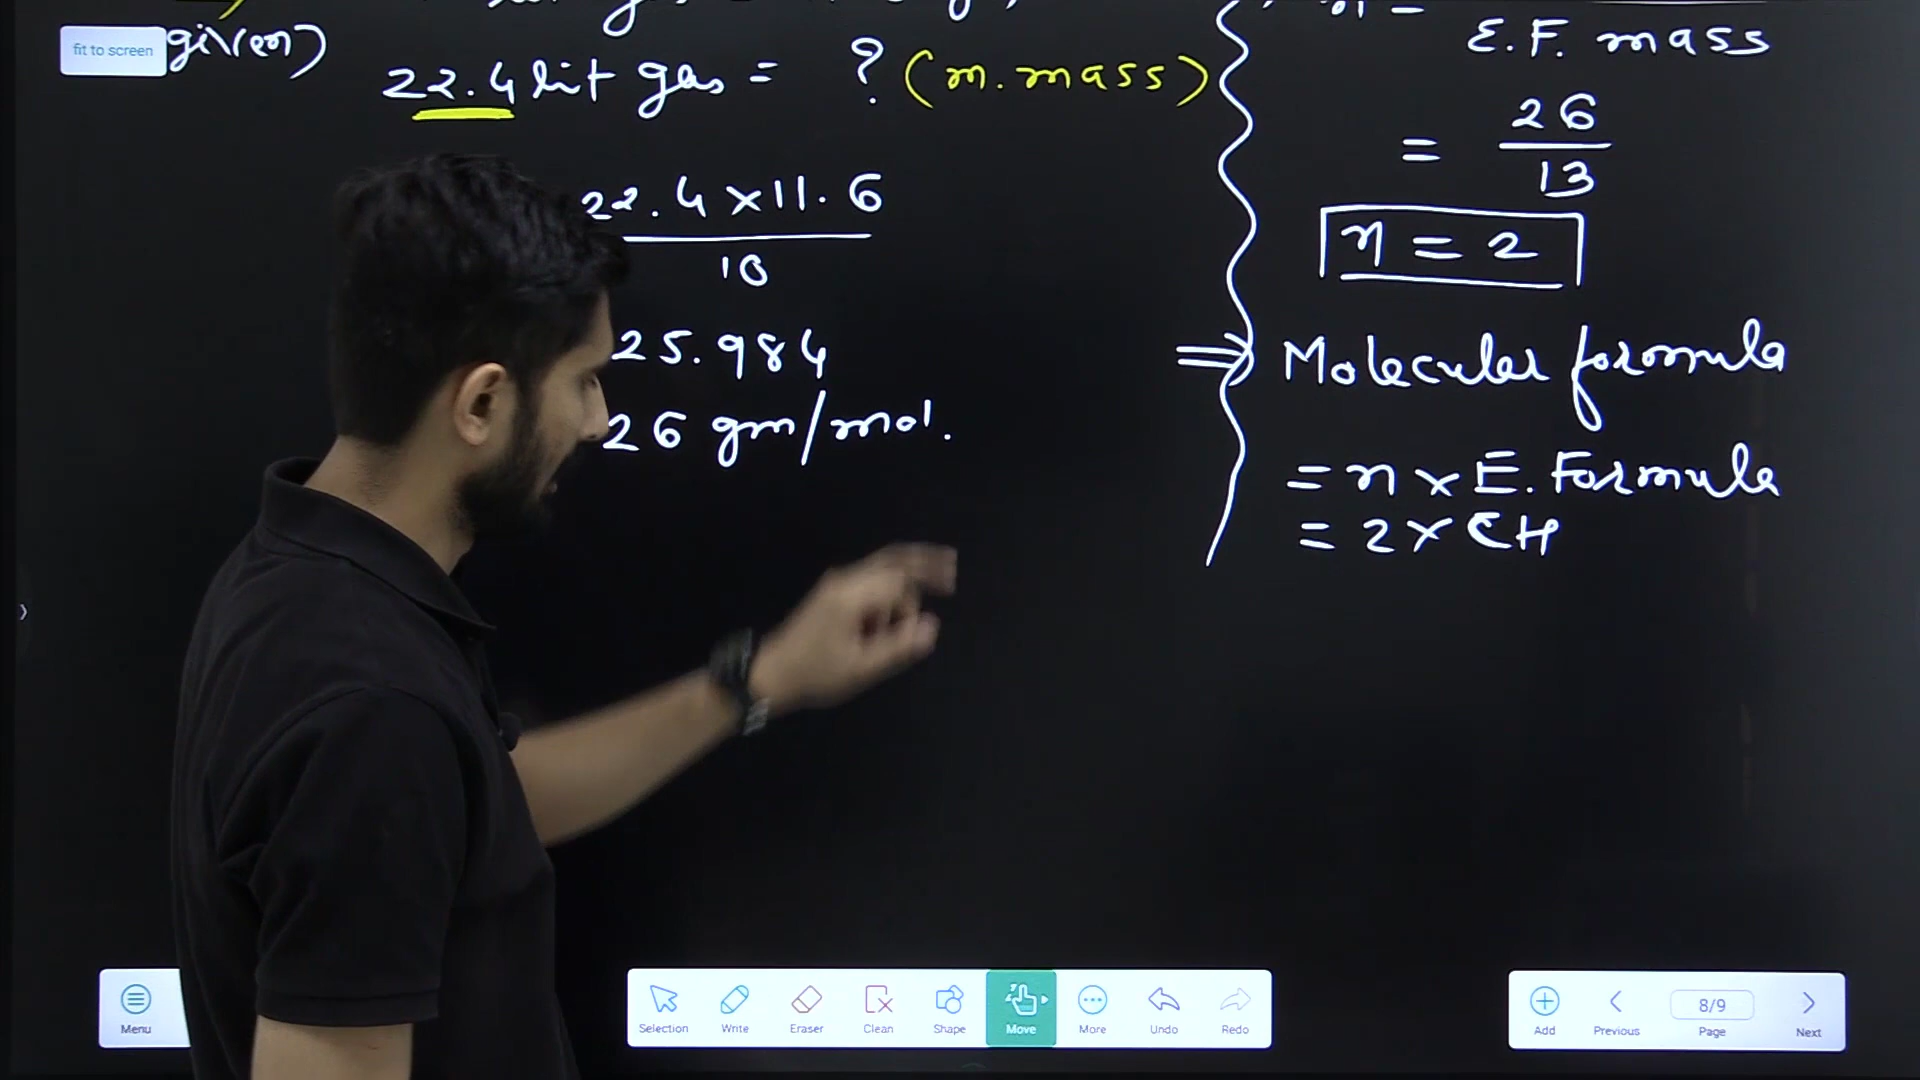 fit to screen
given)
22.4 lit gas = ? (m.mass)
22.4 × 11.6
10
25.984
26 gm/mol.
E.F. mass
= 26
13
n = 2
⇒ Molecular formula
= n × E. Formula
= 2 × CH
Menu
Selection Write Eraser Clean Shape Move More Undo Redo
Add Previous 8/9 Page Next